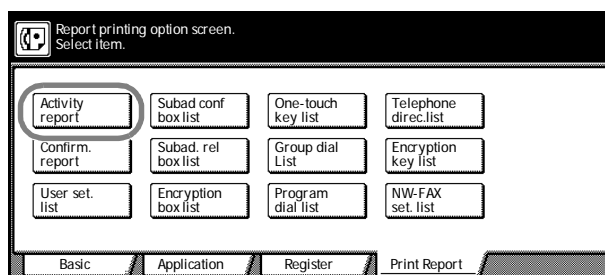 Report printing option screen.
Select item.
Activity
report
Subad conf
box list
One-touch
key list
Telephone
direc.list
Confirm.
report
Subad. rel
box list
Group dial
List
Encryption
key list
User set.
list
Encryption
box list
Program
dial list
NW-FAX
set. list
Basic
Application
Register
Print Report